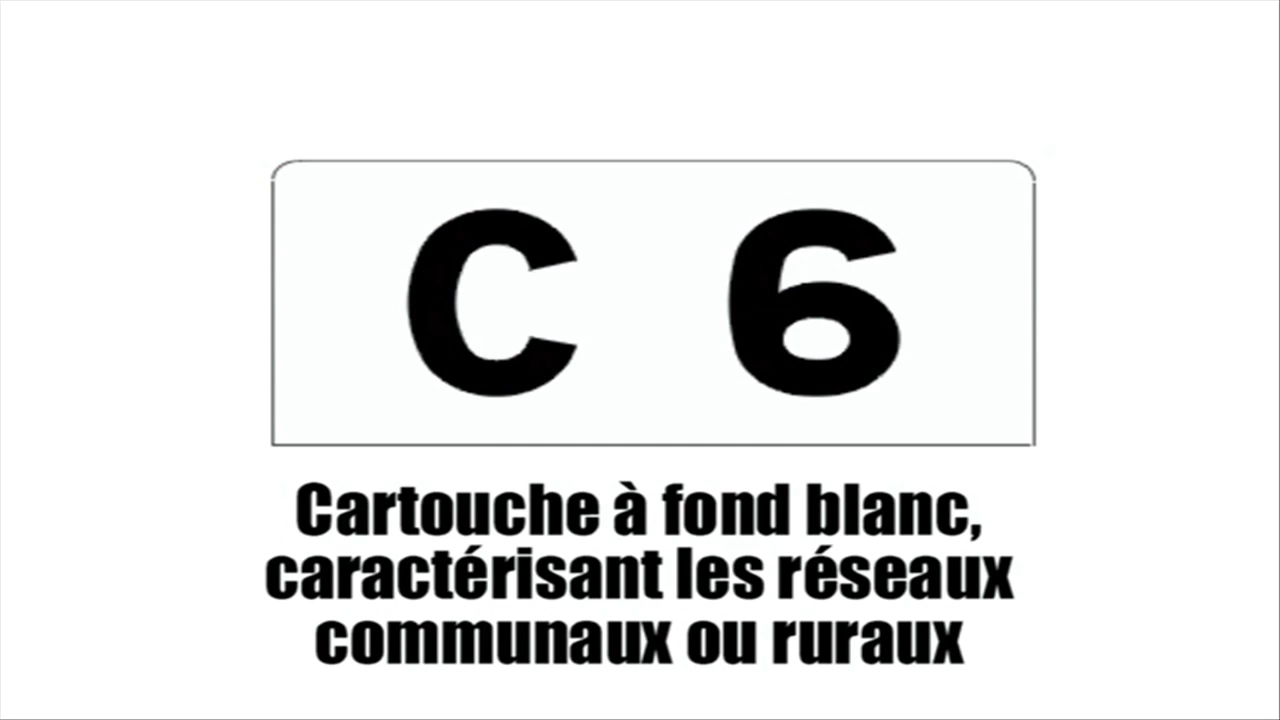 C 6
Cartouche à fond blanc,
caractérisant les réseaux
communaux ou ruraux